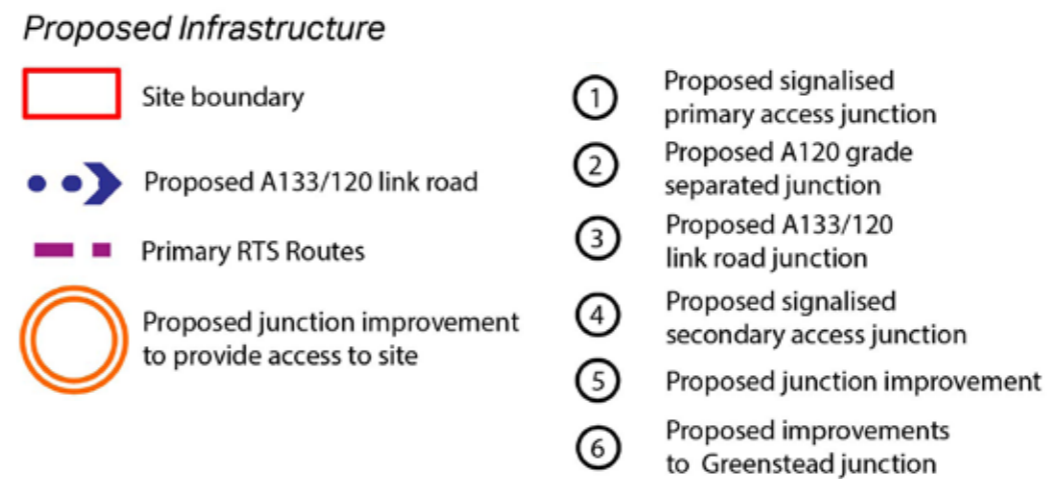 Proposed Infrastructure
Site boundary
Proposed A133/120 link road
Primary RTS Routes
Proposed junction improvement
to provide access to site
1
Proposed signalised
primary access junction
2
Proposed A120 grade
separated junction
3
Proposed A133/120
link road junction
4
Proposed signalised
secondary access junction
5
Proposed junction improvement
6
Proposed improvements
to Greenstead junction